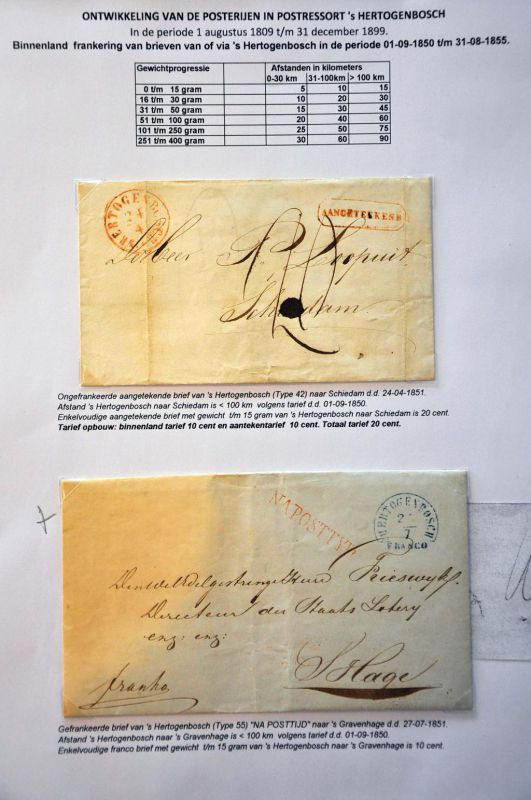 ONTWIKKELING VAN DE POSTERIJEN IN POSTRESSORT 's HERTOGENBOSCH
In de periode 1 augustus 1809 t/m 31 december 1899.
Binnenland frankering van brieven van of via 's Hertogenbosch in de periode 01-09-1850 t/m 31-08-1855.
Gewichtprogressie Afstanden in kilometers
0-30 km 31-100km > 100 km
0 t/m 15 gram 5 10 15
16 t/m 30 gram 10 20 30
31 t/m 50 gram 15 30 45
51 t/m 100 gram 20 40 60
101 t/m 250 gram 25 50 75
251 t/m 400 gram 30 60 90
AANGETEEKEND
Schiedam.
Ongefrankeerde aangetekende brief van 's Hertogenbosch (Type 42) naar Schiedam d.d. 24-04-1851.
Afstand 's Hertogenbosch naar Schiedam is < 100 km volgens tarief d.d. 01-09-1850.
Enkelvoudige aangetekende brief met gewicht t/m 15 gram van 's Hertogenbosch naar Schiedam is 20 cent.
Tarief opbouw: binnenland tarief 10 cent en aantekentarief 10 cent. Totaal tarief 20 cent.
NA POSTTYD
SHERTOGENBOSCH
FRANCO
Directeur der Staats Lotery
enz: enz:
S'Hage
franko
Gefrankeerde brief van 's Hertogenbosch (Type 55) "NA POSTTIJD" naar 's Gravenhage d.d. 27-07-1851.
Afstand 's Hertogenbosch naar 's Gravenhage is < 100 km volgens tarief d.d. 01-09-1850.
Enkelvoudige franco brief met gewicht t/m 15 gram van 's Hertogenbosch naar 's Gravenhage is 10 cent.